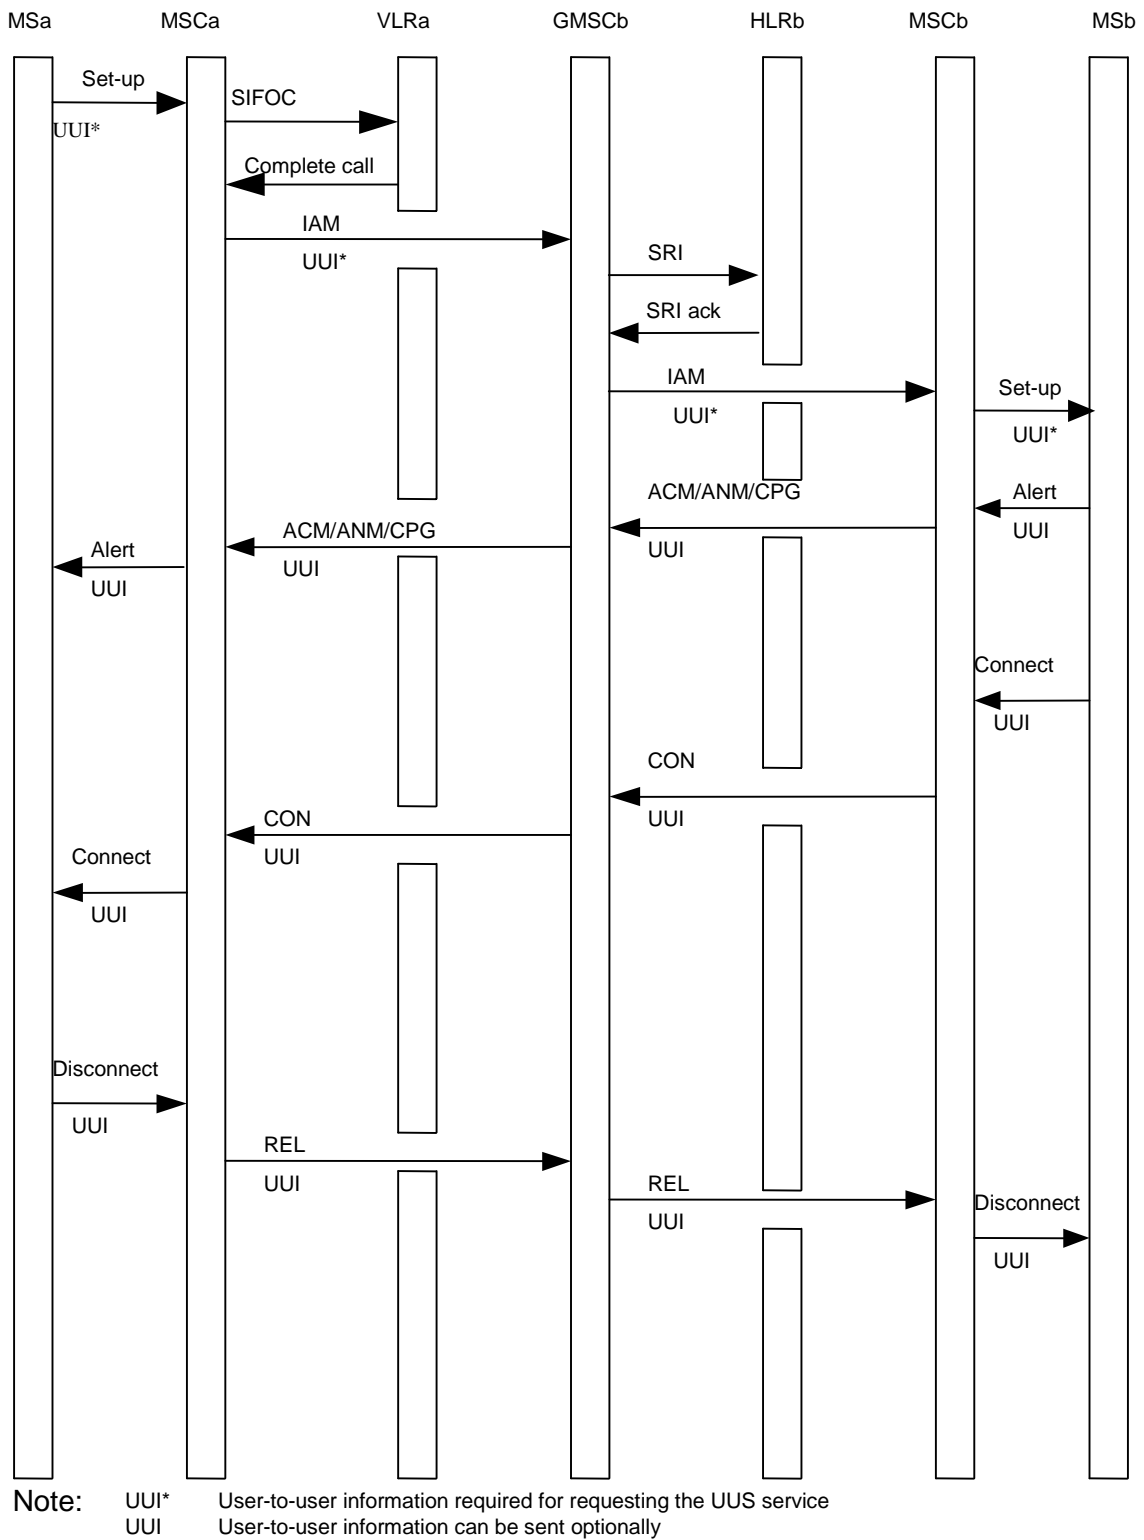 MSa MSCa VLRa GMSCb HLRb MSCb MSb
Set-up
UUI*
SIFOC
Complete call
IAM
UUI*
SRI
SRI ack
IAM
UUI*
Set-up
UUI*
Alert
UUI
ACM/ANM/CPG
UUI
ACM/ANM/CPG
UUI
Alert
UUI
Connect
UUI
CON
UUI
CON
UUI
Connect
UUI
Disconnect
UUI
REL
UUI
REL
UUI
Disconnect
UUI
Note: UUI* User-to-user information required for requesting the UUS service
UUI User-to-user information can be sent optionally